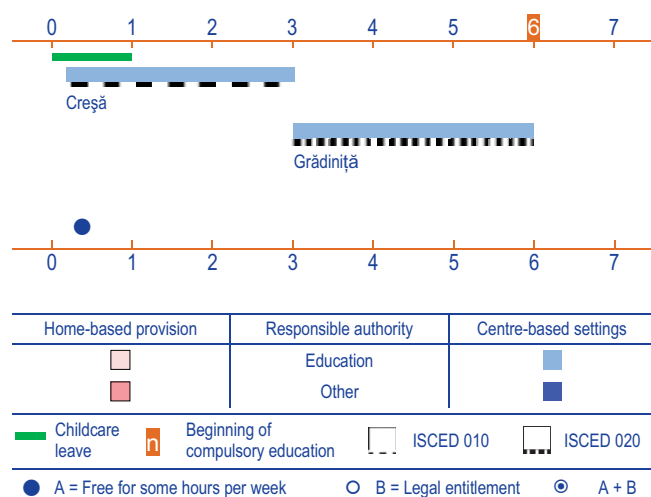 0 1 2 3 4 5 6 7
Creşă
Grădiniță
0 1 2 3 4 5 6 7
Home-based provision Responsible authority Centre-based settings
Education
Other
Childcare leave
n Beginning of compulsory education
ISCED 010
ISCED 020
A = Free for some hours per week B = Legal entitlement A + B